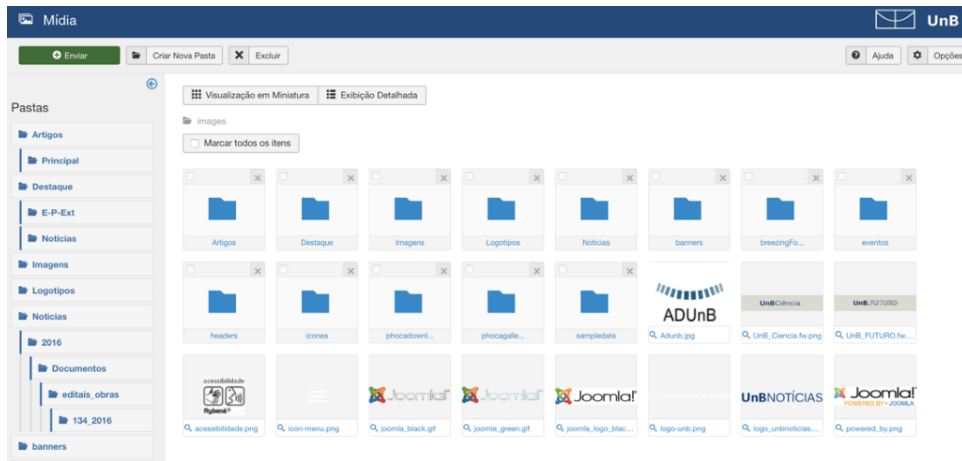 Mídia
UnB
Enviar
Criar Nova Pasta
Excluir
Ajuda
Opções
Pastas
Artigos
Principal
Destaque
E-P-Ext
Noticias
Imagens
Logotipos
Noticias
2016
Documentos
editais_obras
134_2016
banners
Visualização em Miniatura
Exibição Detalhada
images
Marcar todos os itens
Artigos
Destaque
Imagens
Logotipos
Noticias
banners
breezingFo...
eventos
headers
icones
phocadownl...
phocagalle...
sampledata
ADUnB
Adunb.jpg
UnBCiência
UnB_Ciencia.fw.png
UnB.FUTURO
UnB_FUTURO.fw....
acessibilidade
Rybená
acessibilidade.png
icon-menu.png
Joomla!
joomla_black.gif
Joomla!
joomla_green.gif
Joomla!
joomla_logo_blac...
logo-unb.png
UnBNOTÍCIAS
logo_unbnoticias....
Joomla!
POWERED BY • JOOMLA
powered_by.png